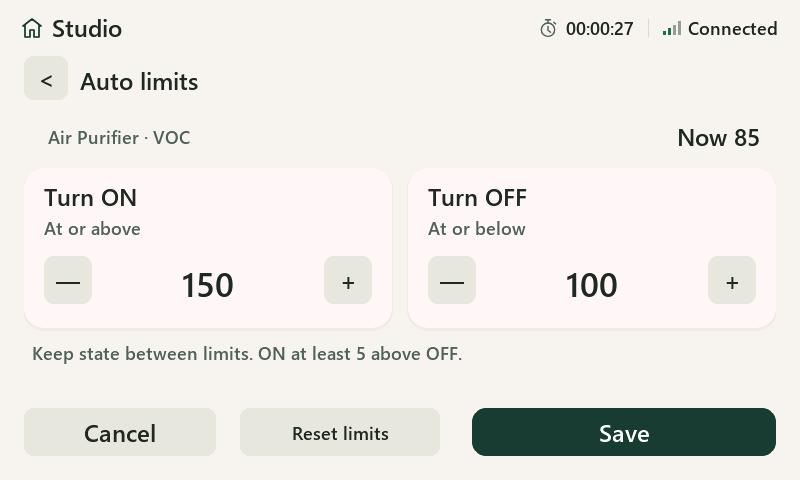 Studio
00:00:27
Connected
<
Auto limits
Air Purifier · VOC
Now 85
Turn ON
At or above
— 150 +
Turn OFF
At or below
— 100 +
Keep state between limits. ON at least 5 above OFF.
Cancel
Reset limits
Save